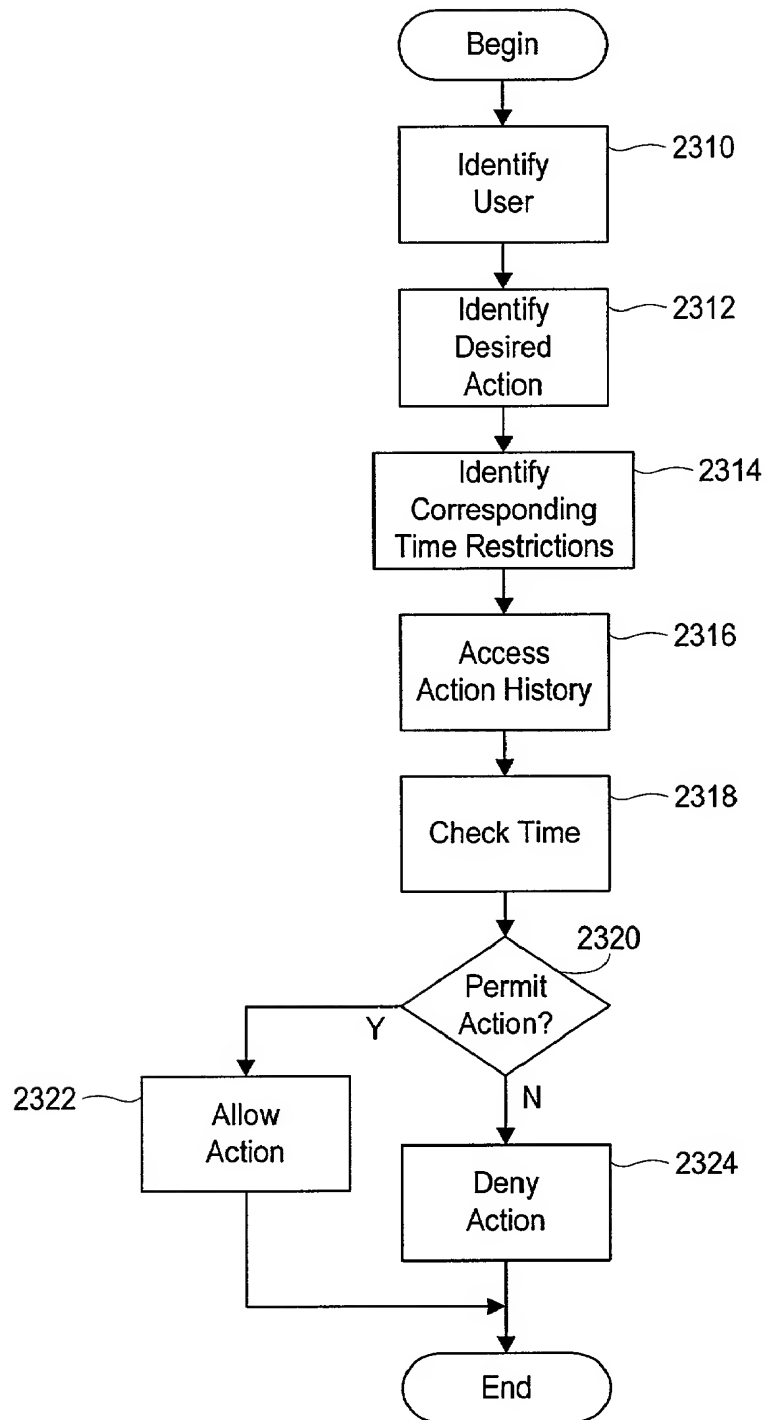 Begin
2310
Identify
User
2312
Identify
Desired
Action
2314
Identify
Corresponding
Time Restrictions
2316
Access
Action History
2318
Check Time
2320
Permit
Action?
Y
N
2322
Allow
Action
2324
Deny
Action
End